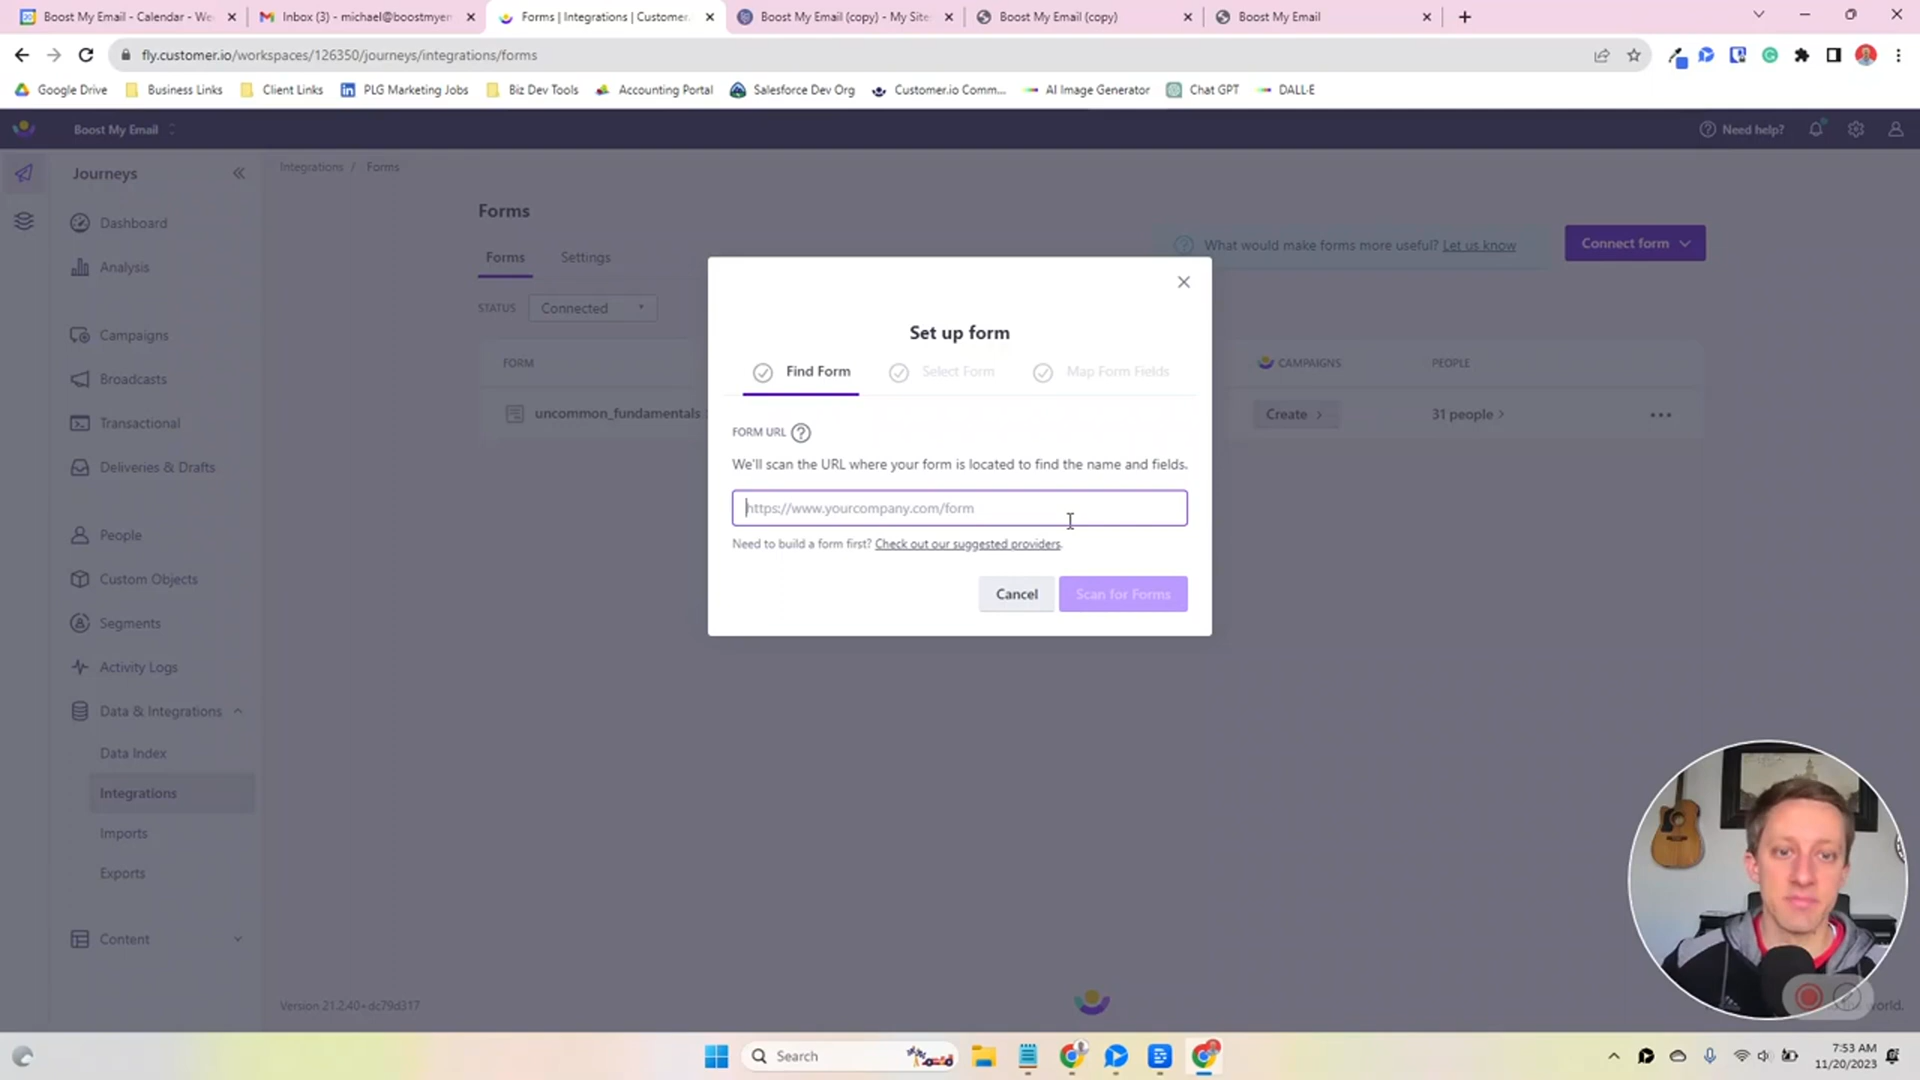 Boost My Email - Calendar - We
Inbox (3) - michael@boostmyem
Forms | Integrations | Customer.
Boost My Email (copy) - My Site
Boost My Email (copy)
Boost My Email
fly.customer.io/workspaces/126350/journeys/integrations/forms
Google Drive
Business Links
Client Links
PLG Marketing Jobs
Biz Dev Tools
Accounting Portal
Salesforce Dev Org
Customer.io Comm...
AI Image Generator
Chat GPT
DALL·E
Boost My Email
Need help?
Journeys
Integrations / Forms
Dashboard
Forms
What would make forms more useful? Let us know
Connect form
Analysis
Forms
Settings
STATUS
Connected
Set up form
Campaigns
FORM
CAMPAIGNS
PEOPLE
Find Form
Select Form
Map Form Fields
Broadcasts
uncommon_fundamentals
Create >
31 people >
Transactional
FORM URL
We'll scan the URL where your form is located to find the name and fields.
Deliveries & Drafts
https://www.yourcompany.com/form
People
Need to build a form first? Check out our suggested providers.
Custom Objects
Cancel
Scan for Forms
Segments
Activity Logs
Data & Integrations
Data Index
Integrations
Imports
Exports
Content
Version 21.2.40+dc79d317
world.
Search
7:53 AM
11/20/2023